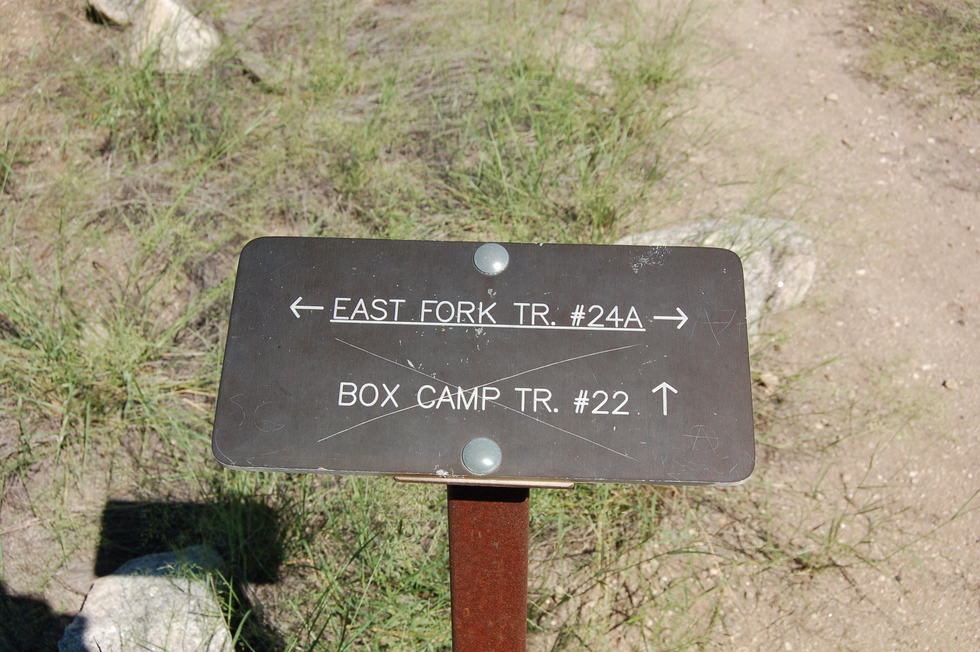 ← EAST FORK TR. #24A →
BOX CAMP TR. #22 ↑